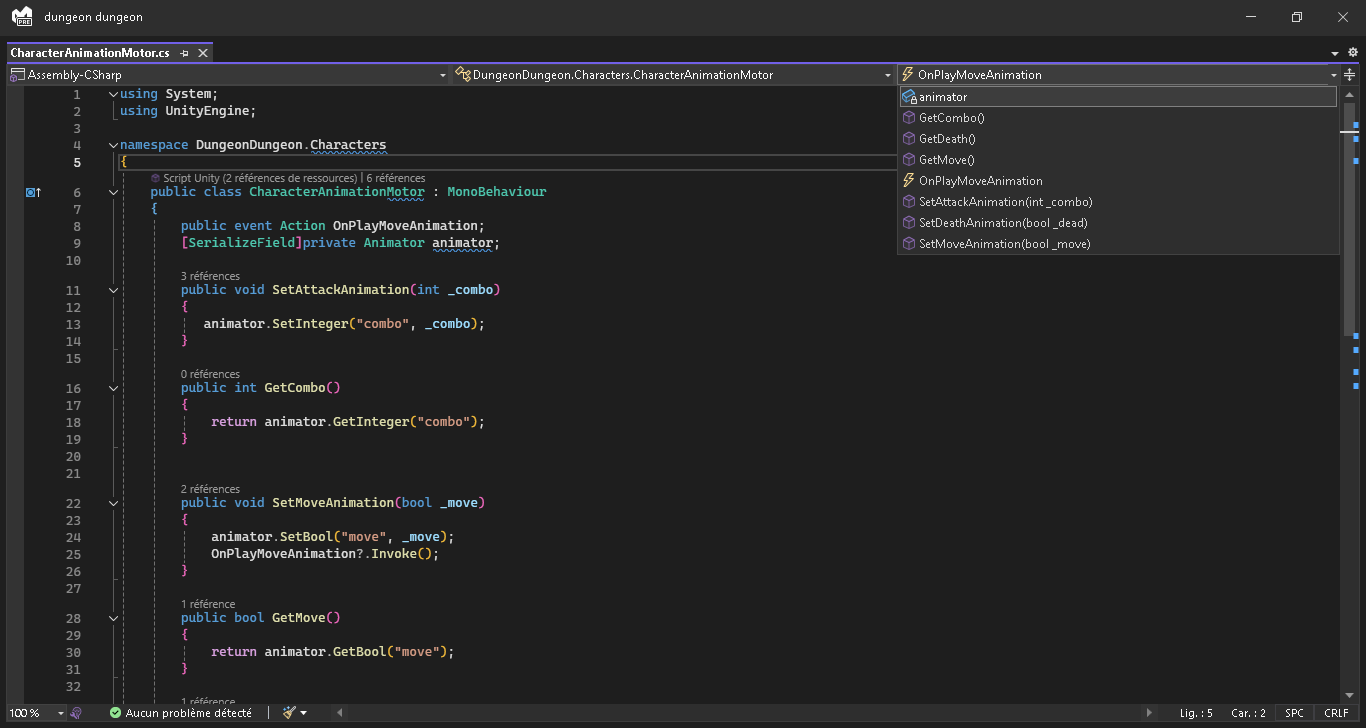 PRE dungeon dungeon
CharacterAnimationMotor.cs
Assembly-CSharp
DungeonDungeon.Characters.CharacterAnimationMotor
OnPlayMoveAnimation
animator
GetCombo()
GetDeath()
GetMove()
OnPlayMoveAnimation
SetAttackAnimation(int _combo)
SetDeathAnimation(bool _dead)
SetMoveAnimation(bool _move)
1 using System;
2 using UnityEngine;
3
4 namespace DungeonDungeon.Characters
5 {
Script Unity (2 références de ressources) | 6 références
6 public class CharacterAnimationMotor : MonoBehaviour
7 {
8 public event Action OnPlayMoveAnimation;
9 [SerializeField]private Animator animator;
10
3 références
11 public void SetAttackAnimation(int _combo)
12 {
13 animator.SetInteger("combo", _combo);
14 }
15
0 références
16 public int GetCombo()
17 {
18 return animator.GetInteger("combo");
19 }
20
21
2 références
22 public void SetMoveAnimation(bool _move)
23 {
24 animator.SetBool("move", _move);
25 OnPlayMoveAnimation?.Invoke();
26 }
27
1 référence
28 public bool GetMove()
29 {
30 return animator.GetBool("move");
31 }
32
1 référence
100 % Aucun problème détecté Lig. : 5 Car. : 2 SPC CRLF